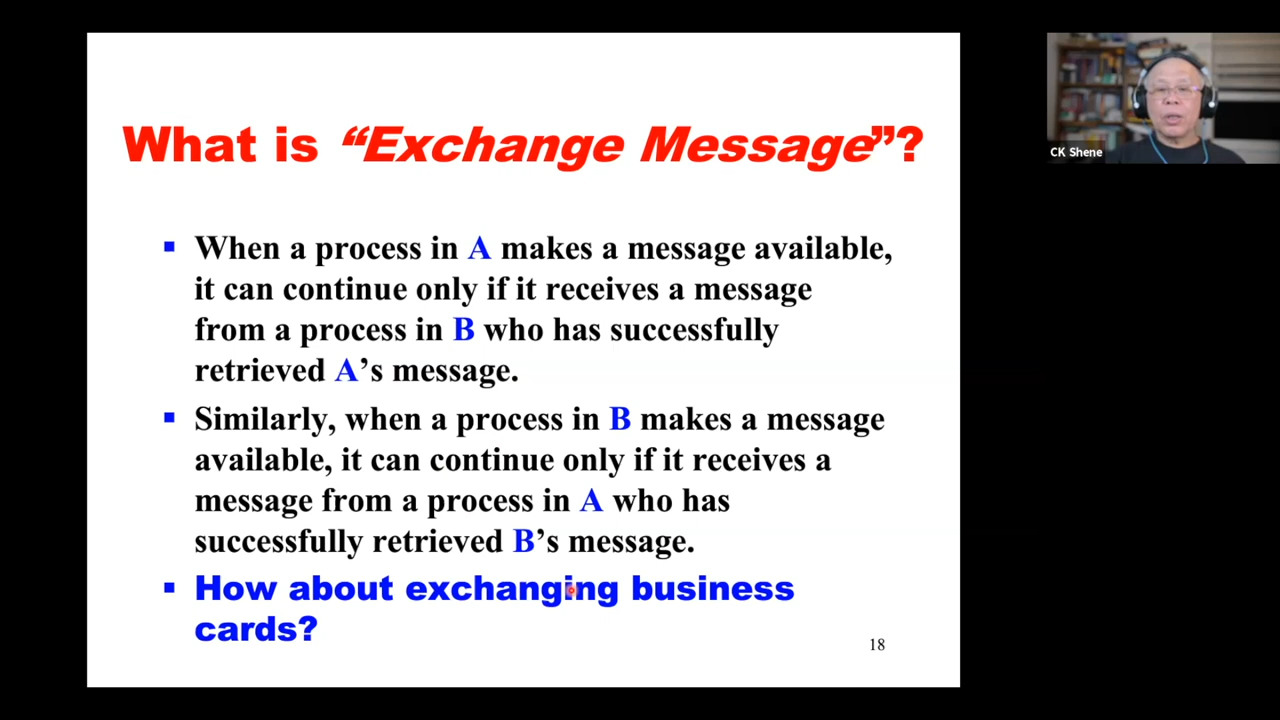 What is “Exchange Message”?
CK Shene
▪ When a process in A makes a message available,
it can continue only if it receives a message
from a process in B who has successfully
retrieved A’s message.
▪ Similarly, when a process in B makes a message
available, it can continue only if it receives a
message from a process in A who has
successfully retrieved B’s message.
▪ How about exchanging business
cards?
18